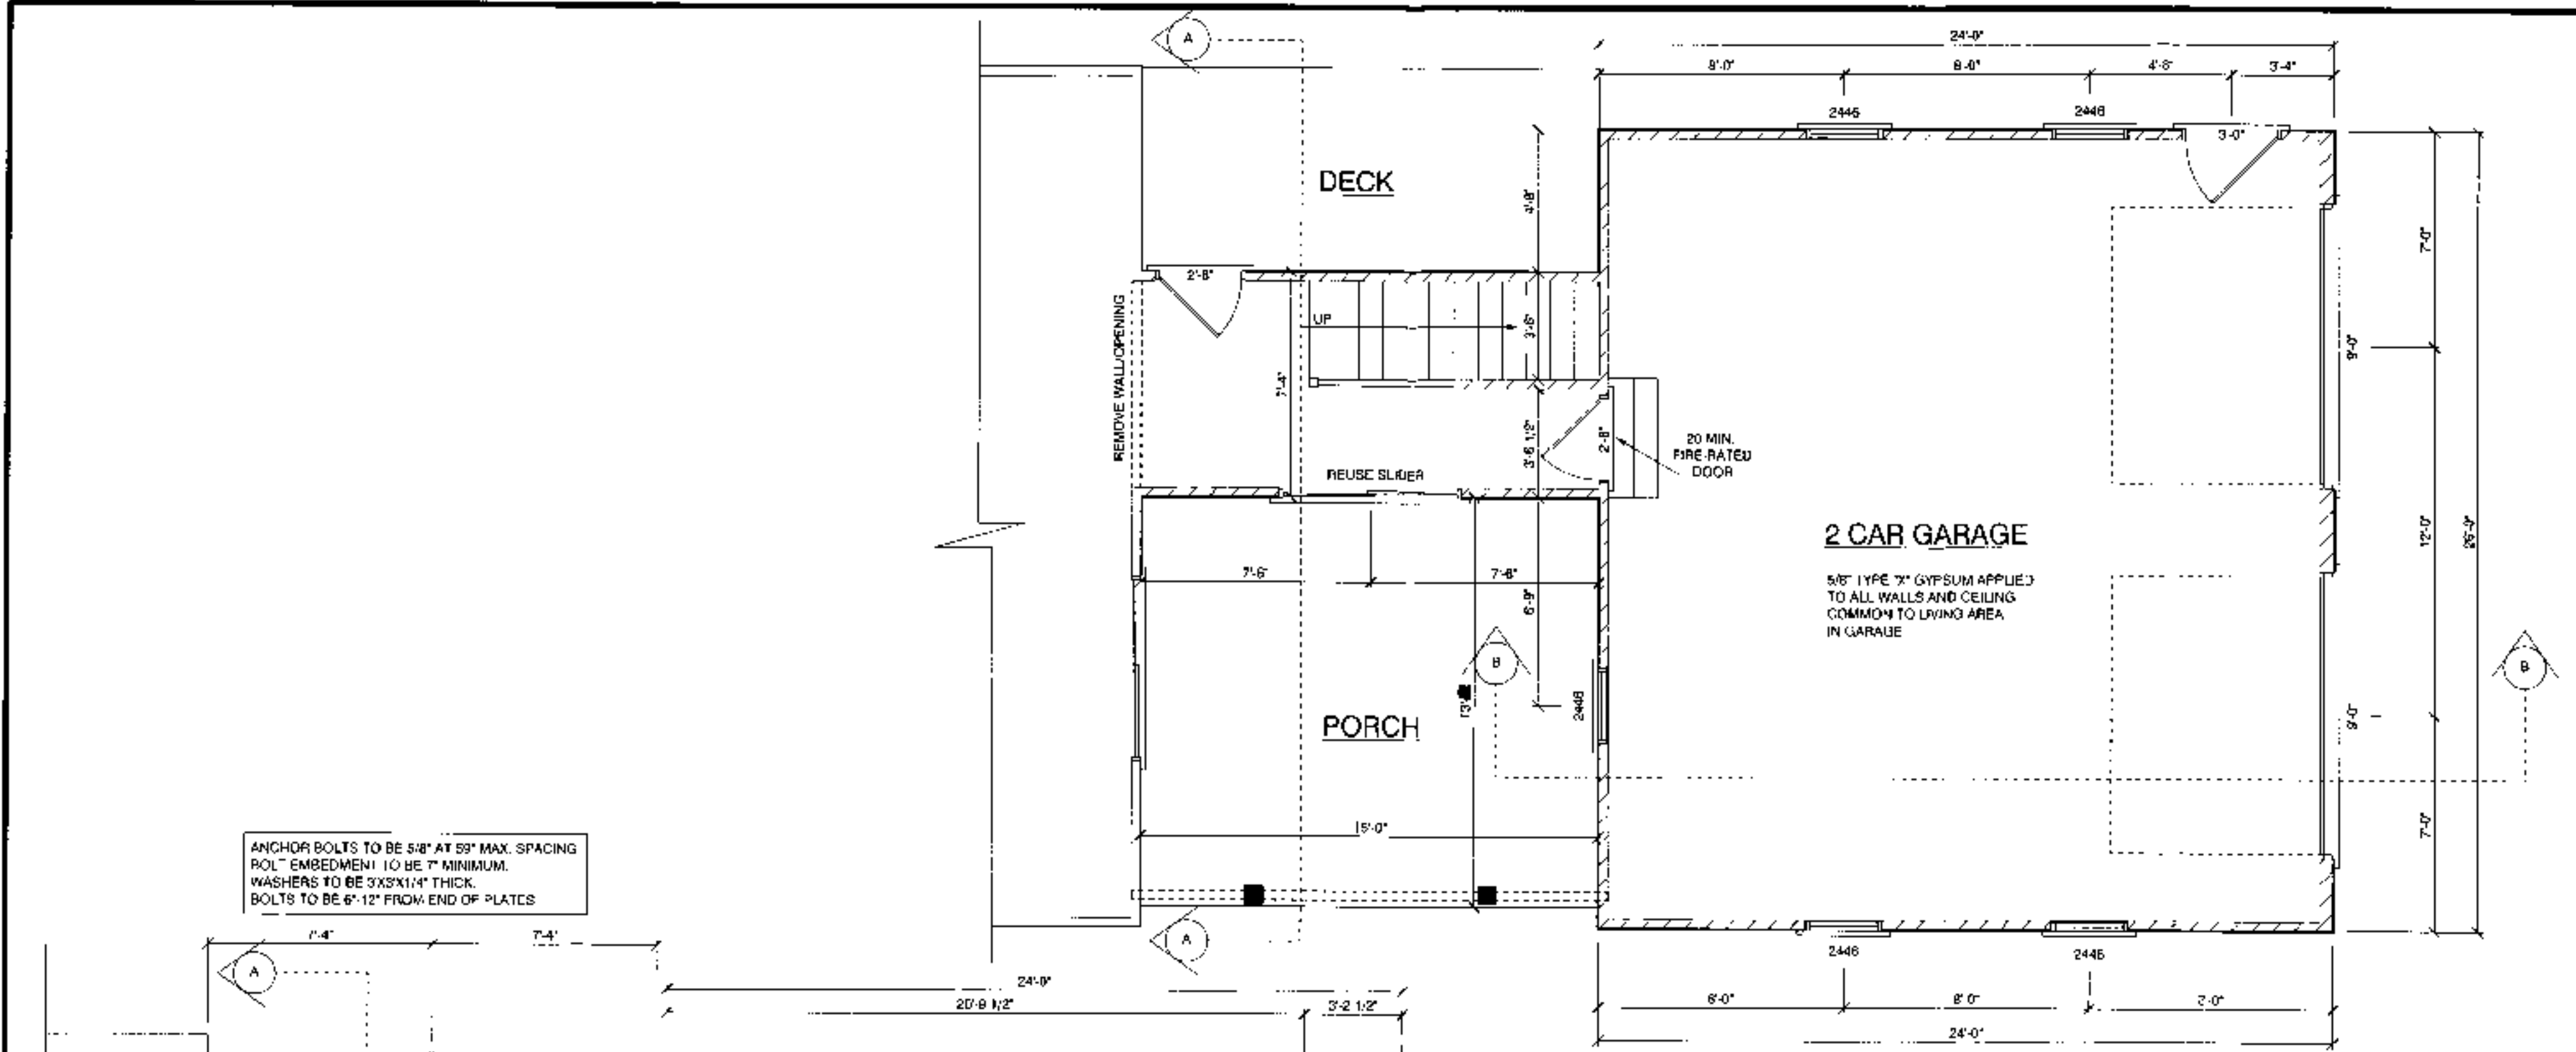 A
24'-0"
8'-0"
8'-0"
4'-8"
3'-4"
2446
2446
3'-0"
DECK
4'-8"
7'-0"
2'-8"
UP
3'-6"
9'-0"
REMOVE WALL/OPENING
7'-4"
3'-6 1/2"
2'-8"
20 MIN.
FIRE-RATED
DOOR
REUSE SLIDER
2 CAR GARAGE
12'-0"
26'-0"
7'-6"
7'-6"
6'-9"
5/8" TYPE "X" GYPSUM APPLIED
TO ALL WALLS AND CEILING
COMMON TO LIVING AREA
IN GARAGE
B
B
2446
PORCH
9'-0"
15'-0"
7'-0"
ANCHOR BOLTS TO BE 5/8" AT 59" MAX. SPACING
BOLT EMBEDMENT TO BE 7" MINIMUM.
WASHERS TO BE 3"X3"X1/4" THICK.
BOLTS TO BE 6"-12" FROM END OF PLATES
7'-4"
7'-4"
A
A
2446
2446
24'-0"
20'-9 1/2"
3'-2 1/2"
8'-0"
24'-0"